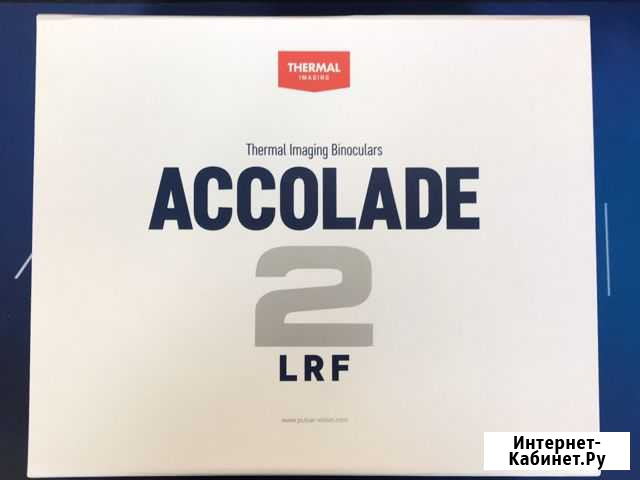 THERMAL
IMAGING
Thermal Imaging Binoculars
ACCOLADE
2
LRF
www.pulsar-vision.com
Интернет-
Кабинет.Ру